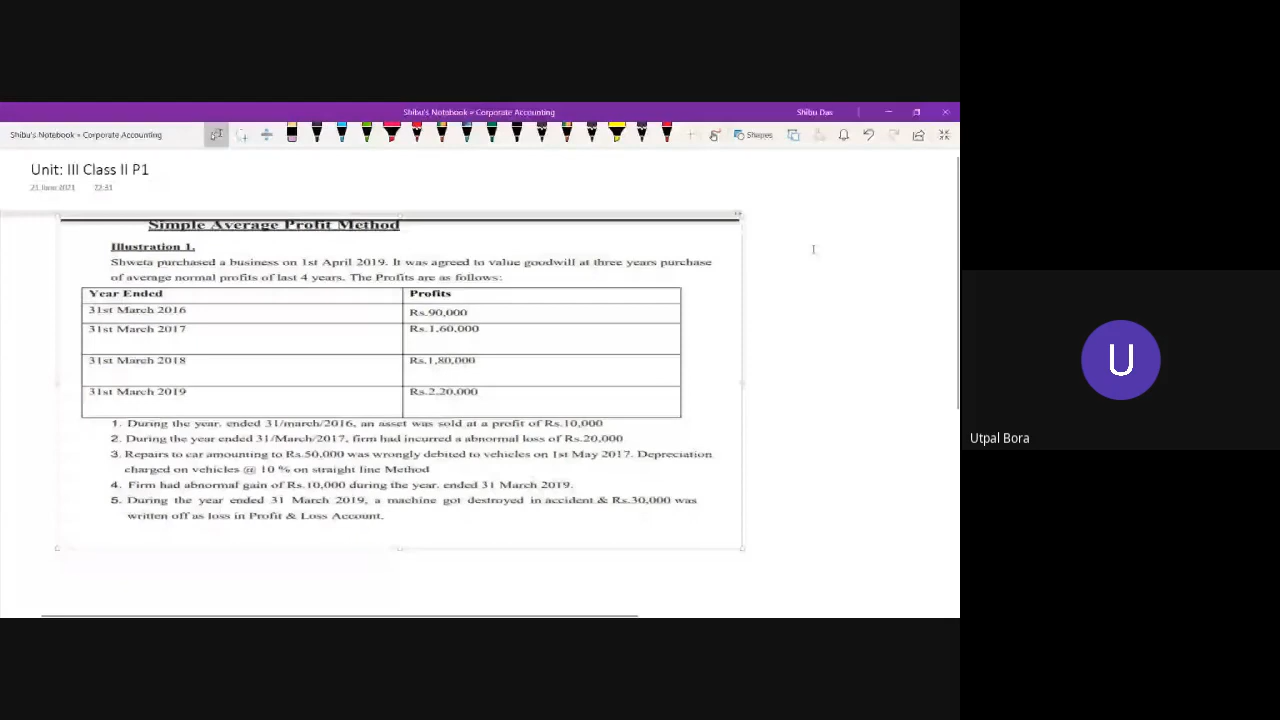 Shibu's Notebook » Corporate Accounting
Shibu Das
Shibu's Notebook » Corporate Accounting
Shapes
Unit: III Class II P1
21 June 2021 22:31
Simple Average Profit Method
Illustration 1.
Shweta purchased a business on 1st April 2019. It was agreed to value goodwill at three years purchase
of average normal profits of last 4 years. The Profits are as follows:
Year Ended Profits
31st March 2016 Rs.90,000
31st March 2017 Rs.1,60,000
31st March 2018 Rs.1,80,000
31st March 2019 Rs.2,20,000
1. During the year. ended 31/march/2016, an asset was sold at a profit of Rs.10,000
2. During the year ended 31/March/2017, firm had incurred a abnormal loss of Rs.20,000
3. Repairs to car amounting to Rs.50,000 was wrongly debited to vehicles on 1st May 2017. Depreciation
charged on vehicles @ 10 % on straight line Method
4. Firm had abnormal gain of Rs.10,000 during the year. ended 31 March 2019.
5. During the year ended 31 March 2019, a machine got destroyed in accident & Rs.30,000 was
written off as loss in Profit & Loss Account.
U
Utpal Bora